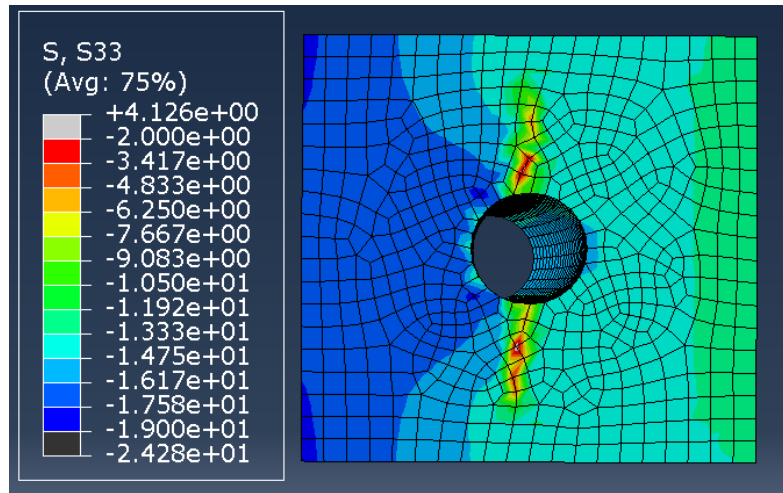 S, S33
(Avg: 75%)
+4.126e+00
-2.000e+00
-3.417e+00
-4.833e+00
-6.250e+00
-7.667e+00
-9.083e+00
-1.050e+01
-1.192e+01
-1.333e+01
-1.475e+01
-1.617e+01
-1.758e+01
-1.900e+01
-2.428e+01